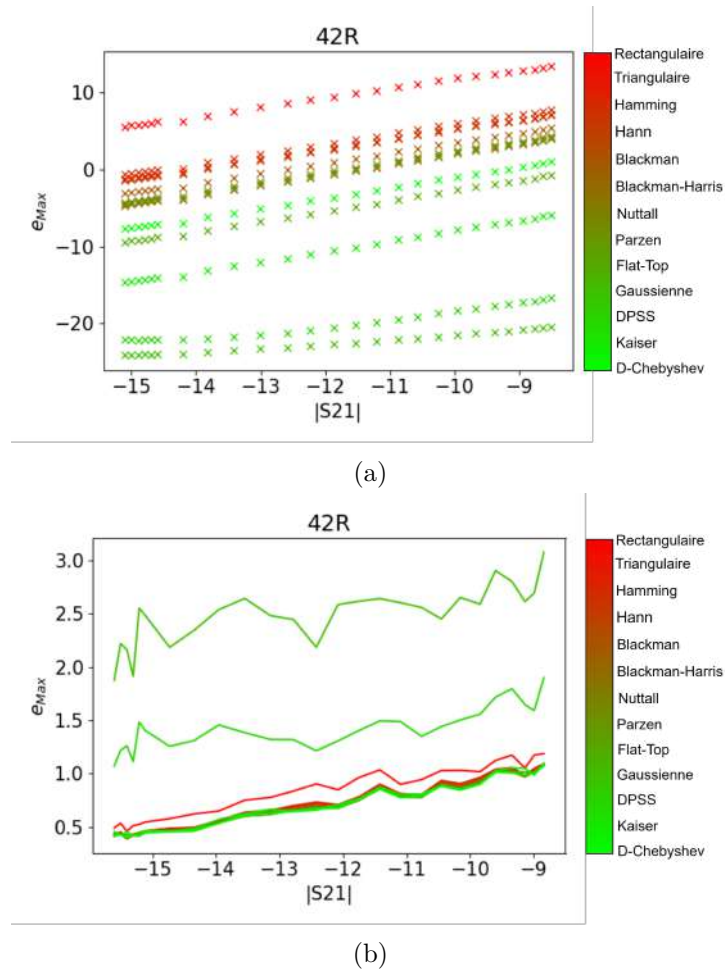 42R
10
0
−10
−20
e_Max
−15
−14
−13
−12
−11
−10
−9
|S21|
Rectangulaire
Triangulaire
Hamming
Hann
Blackman
Blackman-Harris
Nuttall
Parzen
Flat-Top
Gaussienne
DPSS
Kaiser
D-Chebyshev
(a)
42R
3.0
2.5
2.0
1.5
1.0
0.5
e_Max
−15
−14
−13
−12
−11
−10
−9
|S21|
Rectangulaire
Triangulaire
Hamming
Hann
Blackman
Blackman-Harris
Nuttall
Parzen
Flat-Top
Gaussienne
DPSS
Kaiser
D-Chebyshev
(b)